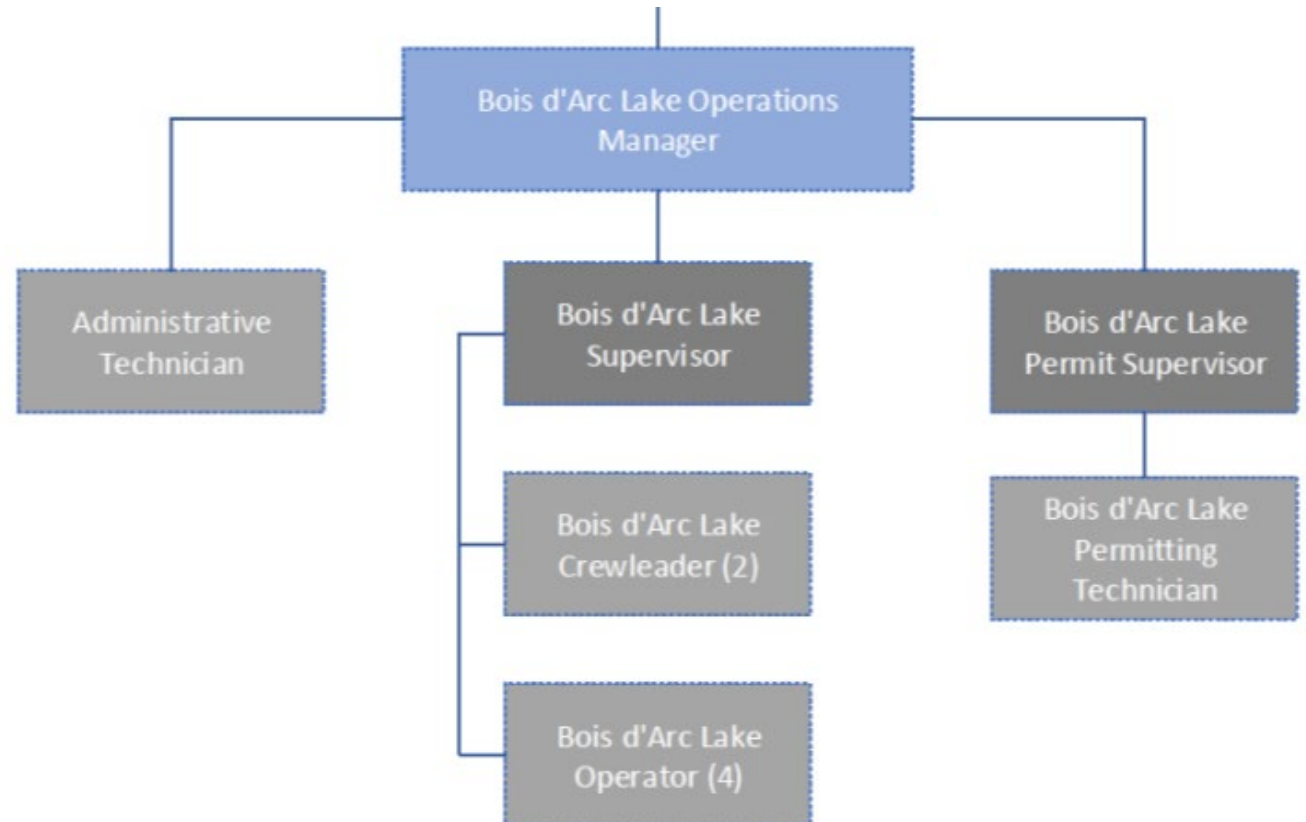 Bois d'Arc Lake Operations
Manager
Administrative
Technician
Bois d'Arc Lake
Supervisor
Bois d'Arc Lake
Permit Supervisor
Bois d'Arc Lake
Crewleader (2)
Bois d'Arc Lake
Permitting
Technician
Bois d'Arc Lake
Operator (4)